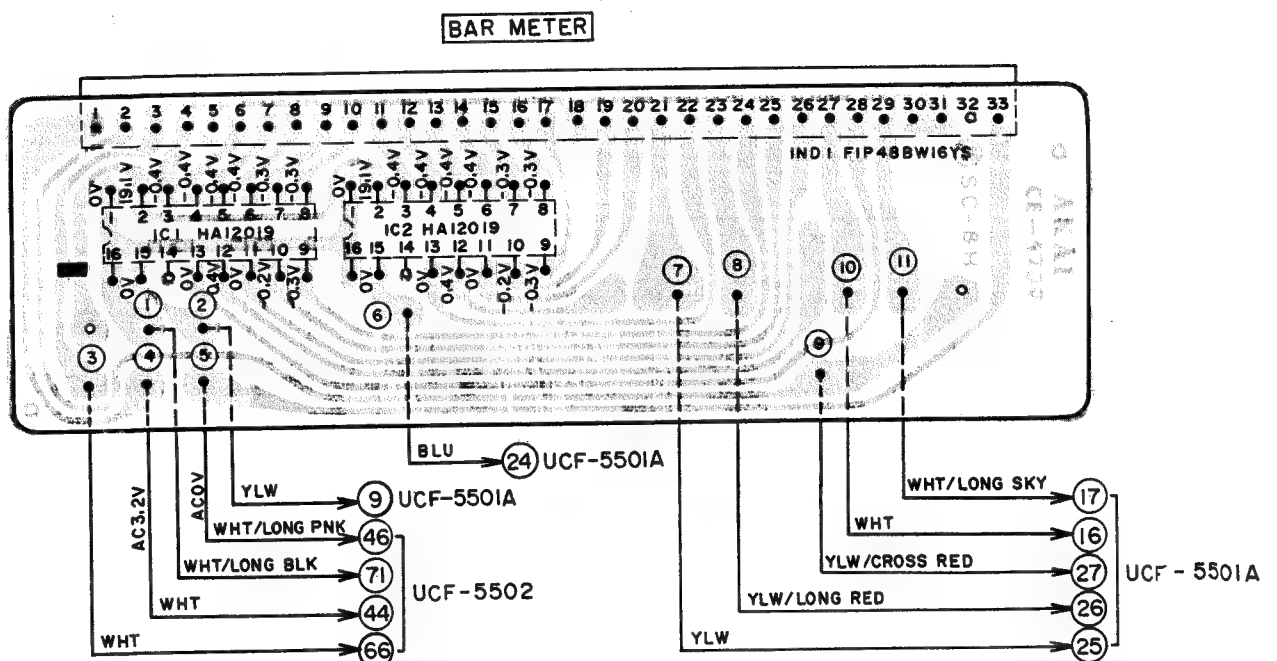 BAR METER
1 2 3 4 5 6 7 8 9 10 11 12 13 14 15 16 17 18 19 20 21 22 23 24 25 26 27 28 29 30 31 32 33
IND1 FIP48BW16YS
0V 19.1V -0.4V -0.4V -0.4V -0.4V -0.3V -0.3V
2 3 4 5 6 7 8
IC1 HA12019
16 15 14 13 12 11 10 9
0V 0V 0.4V 0V -0.2V -0.3V
0V 19.1V -0.4V -0.4V -0.4V -0.4V -0.3V -0.3V
2 3 4 5 6 7 8
IC2 HA12019
16 15 14 13 12 11 10 9
0V 0V 0.4V 0V -0.2V -0.3V
AKAI
1 2 6 7 8 10 11
3 4 5 9
BLU 24 UCF-5501A
YLW 9 UCF-5501A
AC3.2V
AC0V
WHT/LONG PNK 46
WHT/LONG BLK 71
WHT 44
WHT 66
UCF-5502
WHT/LONG SKY 17
WHT 16
YLW/CROSS RED 27
YLW/LONG RED 26
YLW 25
UCF-5501A